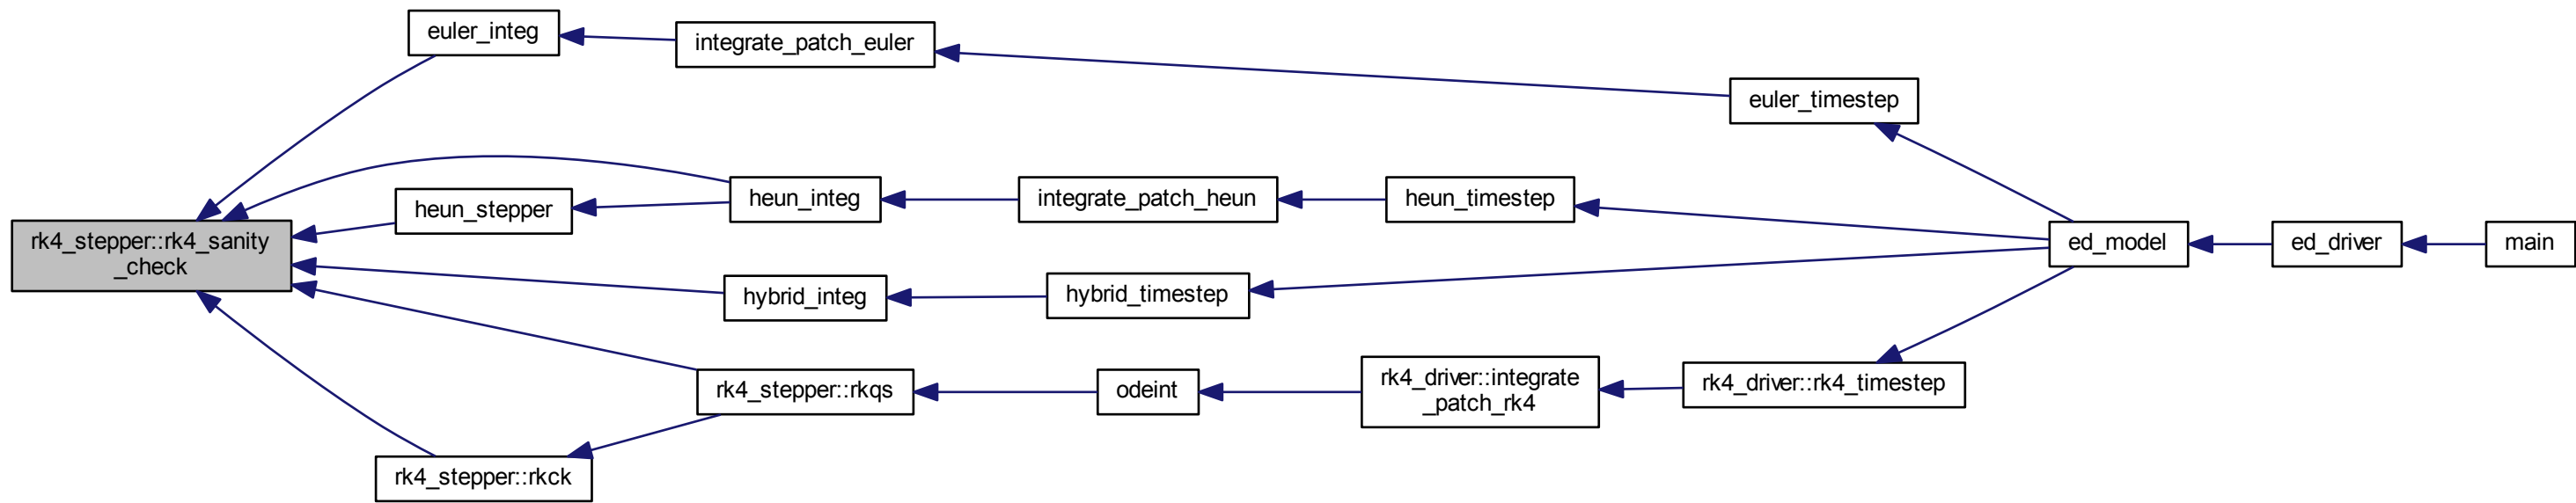 euler_integ
integrate_patch_euler
euler_timestep
heun_integ
integrate_patch_heun
heun_timestep
heun_stepper
rk4_stepper::rk4_sanity
_check
ed_model
ed_driver
main
hybrid_integ
hybrid_timestep
rk4_stepper::rkqs
odeint
rk4_driver::integrate
_patch_rk4
rk4_driver::rk4_timestep
rk4_stepper::rkck